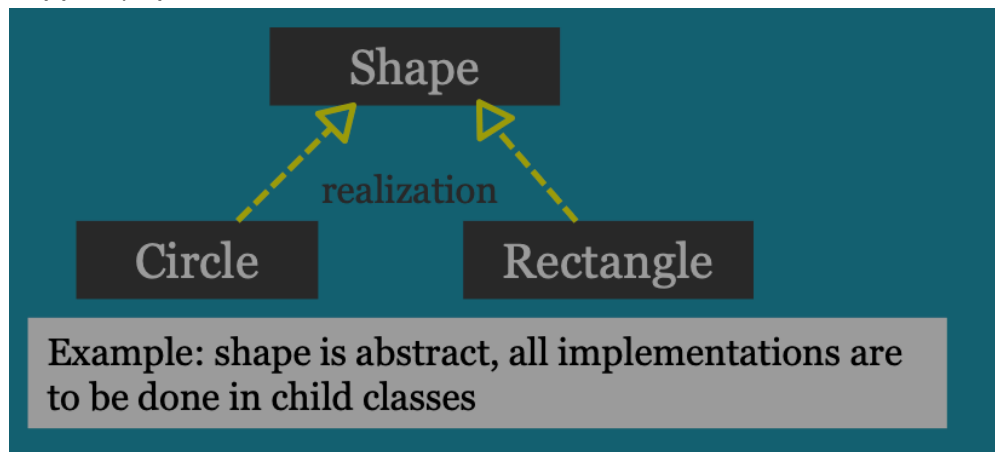 Shape
realization
Circle
Rectangle
Example: shape is abstract, all implementations are
to be done in child classes